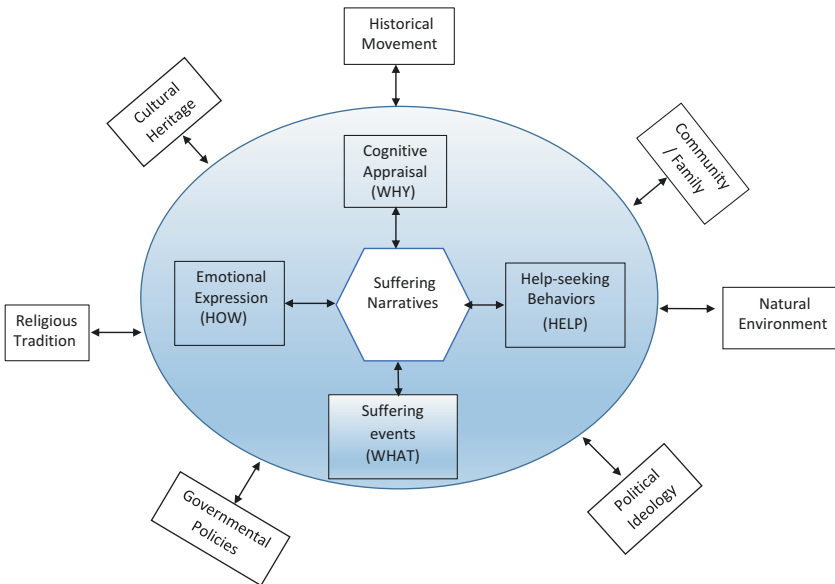 Historical
Movement
Cultural
Heritage
Community
/ Family
Cognitive
Appraisal
(WHY)
Emotional
Expression
(HOW)
Suffering
Narratives
Help-seeking
Behaviors
(HELP)
Religious
Tradition
Natural
Environment
Suffering
events
(WHAT)
Governmental
Policies
Political
Ideology